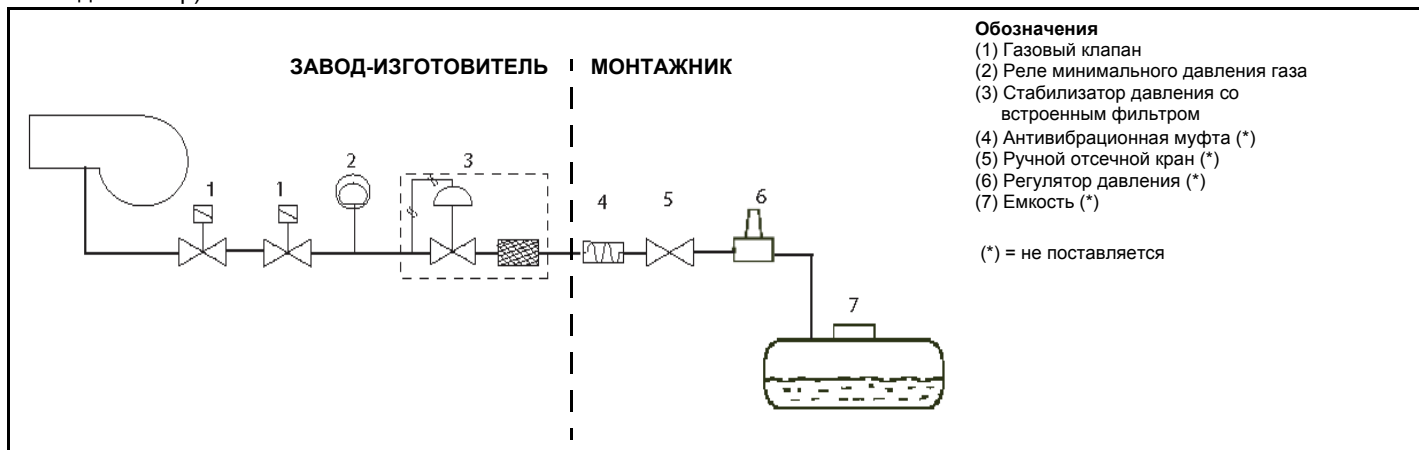 ЗАВОД-ИЗГОТОВИТЕЛЬ
МОНТАЖНИК
1
1
2
3
4
5
6
7
Обозначения
(1) Газовый клапан
(2) Реле минимального давления газа
(3) Стабилизатор давления со
встроенным фильтром
(4) Антивибрационная муфта (*)
(5) Ручной отсечной кран (*)
(6) Регулятор давления (*)
(7) Емкость (*)
(*) = не поставляется